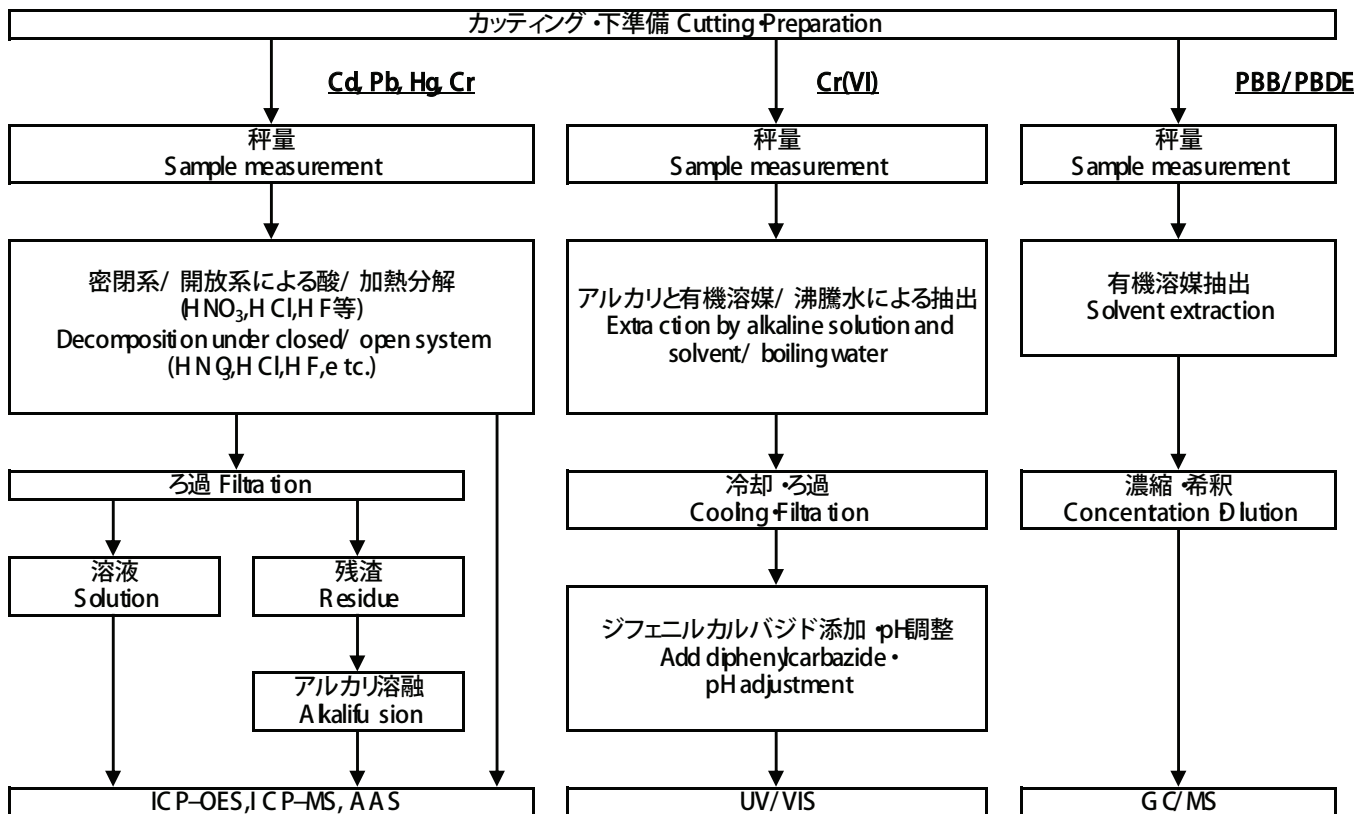 カッティング・下準備 Cutting・Preparation
Cd, Pb, Hg, Cr
Cr(VI)
PBB/PBDE
秤量
Sample measurement
秤量
Sample measurement
秤量
Sample measurement
密閉系/開放系による酸/加熱分解
(HNO3,HCl,HF等)
Decomposition under closed/open system
(HNO3,HCl,HF,etc.)
アルカリと有機溶媒/沸騰水による抽出
Extraction by alkaline solution and
solvent/boiling water
有機溶媒抽出
Solvent extraction
ろ過 Filtration
冷却・ろ過
Cooling・Filtration
濃縮・希釈
Concentration・Dilution
溶液
Solution
残渣
Residue
ジフェニルカルバジド添加・pH調整
Add diphenylcarbazide・
pH adjustment
アルカリ溶融
Alkali fusion
ICP–OES, ICP–MS, AAS
UV/VIS
GC/MS